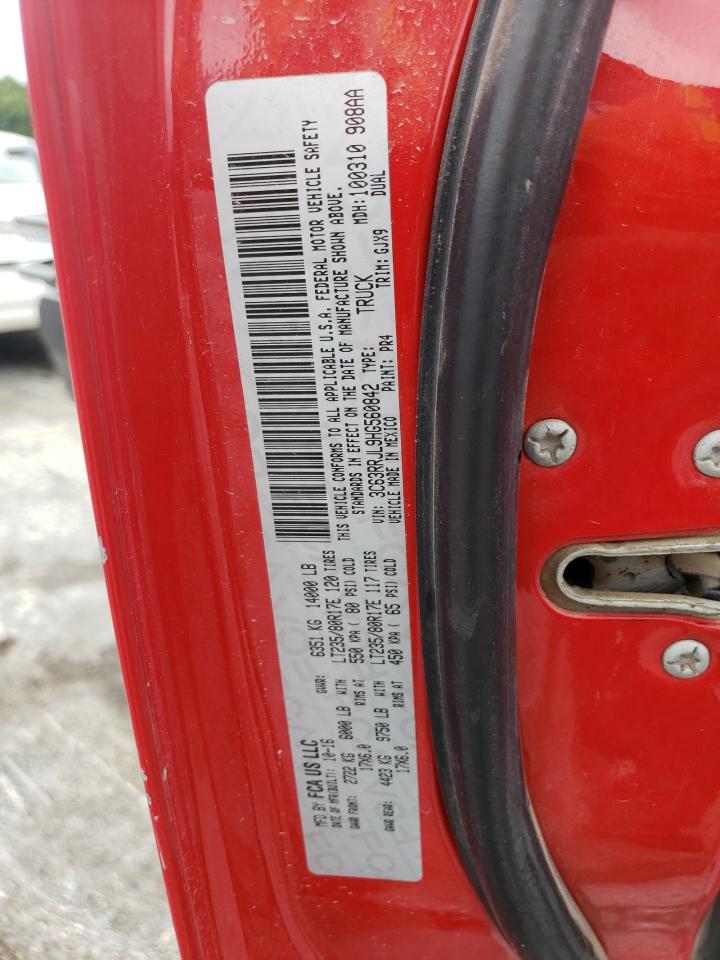 MFD BY FCA US LLC
DATE OF MFR/BUILT: 10-16 GVWR: 6351 KG 14000 LB
GAWR FRONT: 2722 KG 6000 LB WITH LT235/80R17E 120 TIRES
17X6.0 RIMS AT 550 KPA ( 80 PSI) COLD
GAWR REAR: 4423 KG 9750 LB WITH LT235/80R17E 117 TIRES
17X6.0 RIMS AT 450 KPA ( 65 PSI) COLD
THIS VEHICLE CONFORMS TO ALL APPLICABLE U.S.A. FEDERAL MOTOR VEHICLE SAFETY
STANDARDS IN EFFECT ON THE DATE OF MANUFACTURE SHOWN ABOVE.
VIN: 3C63RRJL9HG560842 TYPE: TRUCK MDH: 100310 908AA
VEHICLE MADE IN MEXICO PAINT: PR4 TRIM: GJX9 DUAL